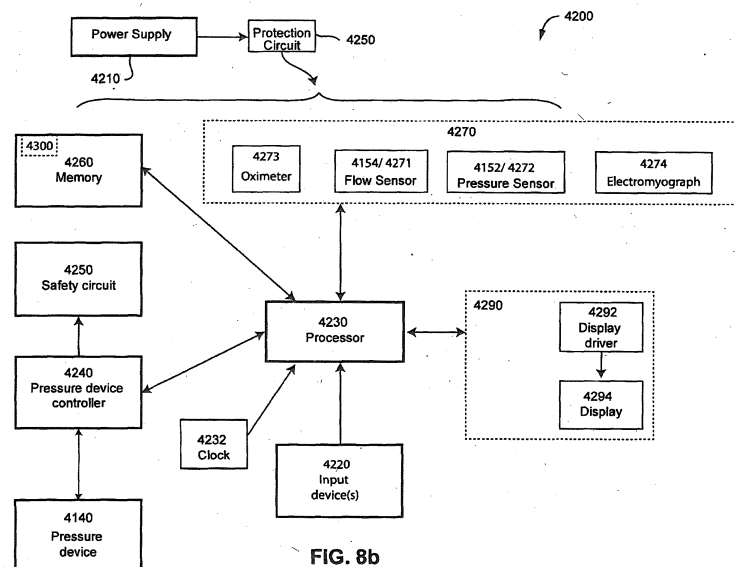 4200
Power Supply
Protection
Circuit
4250
4210
4300
4260
Memory
4270
4273
Oximeter
4154/ 4271
Flow Sensor
4152/ 4272
Pressure Sensor
4274
Electromyograph
4250
Safety circuit
4230
Processor
4290
4292
Display
driver
4294
Display
4240
Pressure device
controller
4232
Clock
4220
Input
device(s)
4140
Pressure
device
FIG. 8b